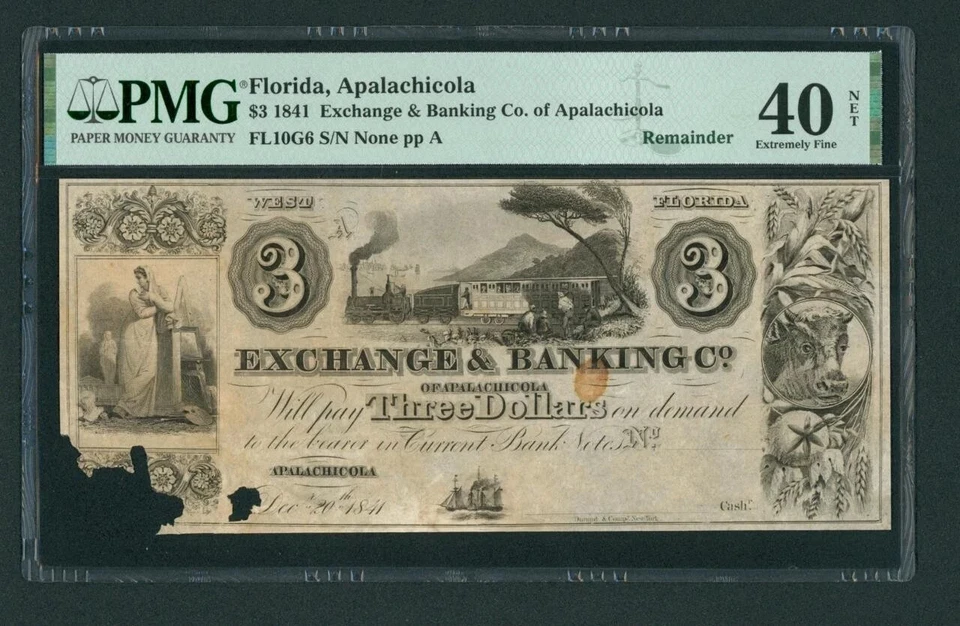 PMG® Florida, Apalachicola
$3 1841 Exchange & Banking Co. of Apalachicola
PAPER MONEY GUARANTY
FL10G6 S/N None pp A
Remainder
40 NET
Extremely Fine
WEST FLORIDA
A
3 3
EXCHANGE & BANKING Cº
OF APALACHICOLA
Will pay Three Dollars on demand
to the bearer in Current Bank Notes Nº
APALACHICOLA
Dec.r 20th 1841
Cashr.